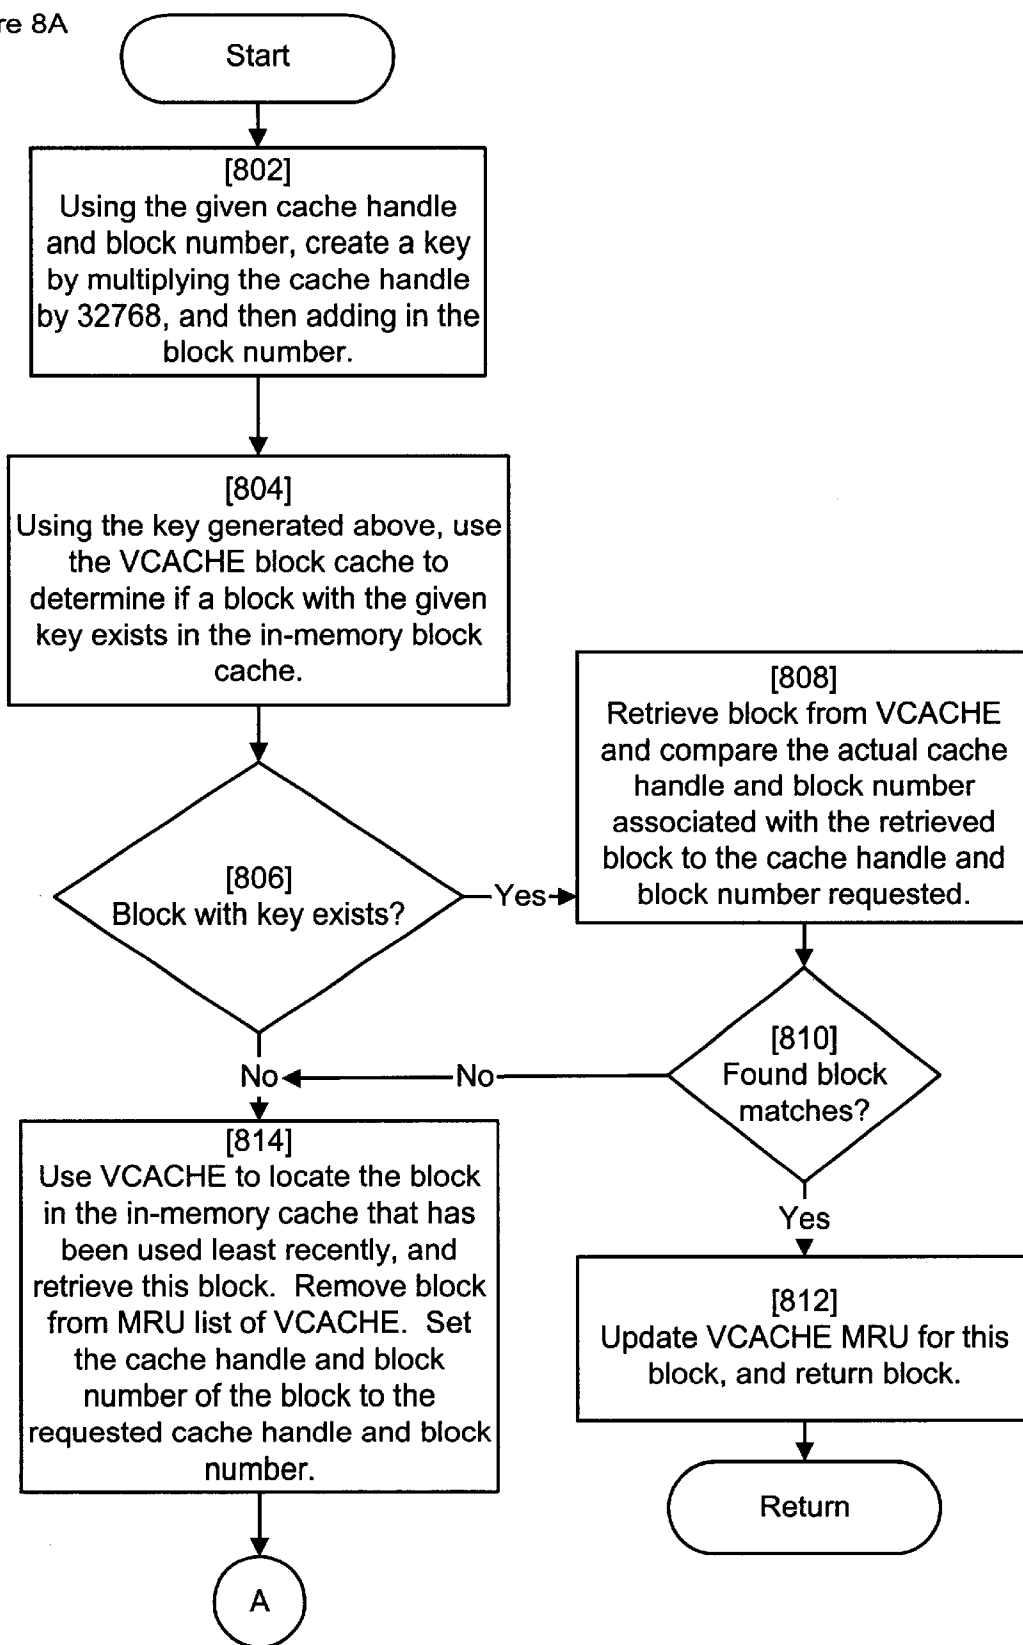 re 8A
Start
[802]
Using the given cache handle
and block number, create a key
by multiplying the cache handle
by 32768, and then adding in the
block number.
[804]
Using the key generated above, use
the VCACHE block cache to
determine if a block with the given
key exists in the in-memory block
cache.
[806]
Block with key exists?
Yes
[808]
Retrieve block from VCACHE
and compare the actual cache
handle and block number
associated with the retrieved
block to the cache handle and
block number requested.
[810]
Found block
matches?
No
No
Yes
[814]
Use VCACHE to locate the block
in the in-memory cache that has
been used least recently, and
retrieve this block. Remove block
from MRU list of VCACHE. Set
the cache handle and block
number of the block to the
requested cache handle and block
number.
[812]
Update VCACHE MRU for this
block, and return block.
Return
A